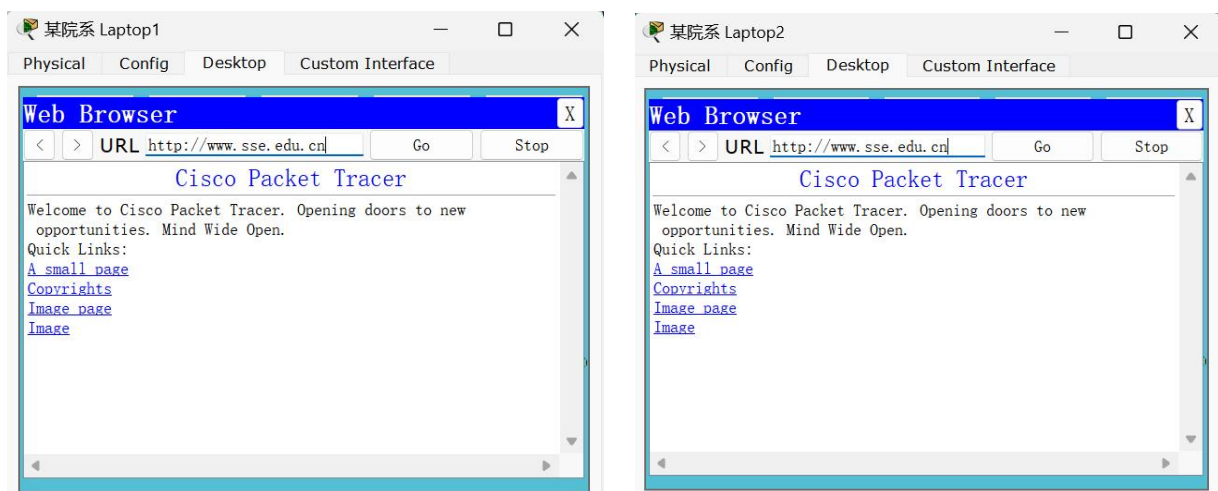 某院系 Laptop1
Physical Config Desktop Custom Interface
Web Browser X
< > URL http://www.sse.edu.cn Go Stop
Cisco Packet Tracer
Welcome to Cisco Packet Tracer. Opening doors to new
opportunities. Mind Wide Open.
Quick Links:
A small page
Copyrights
Image page
Image
某院系 Laptop2
Physical Config Desktop Custom Interface
Web Browser X
< > URL http://www.sse.edu.cn Go Stop
Cisco Packet Tracer
Welcome to Cisco Packet Tracer. Opening doors to new
opportunities. Mind Wide Open.
Quick Links:
A small page
Copyrights
Image page
Image